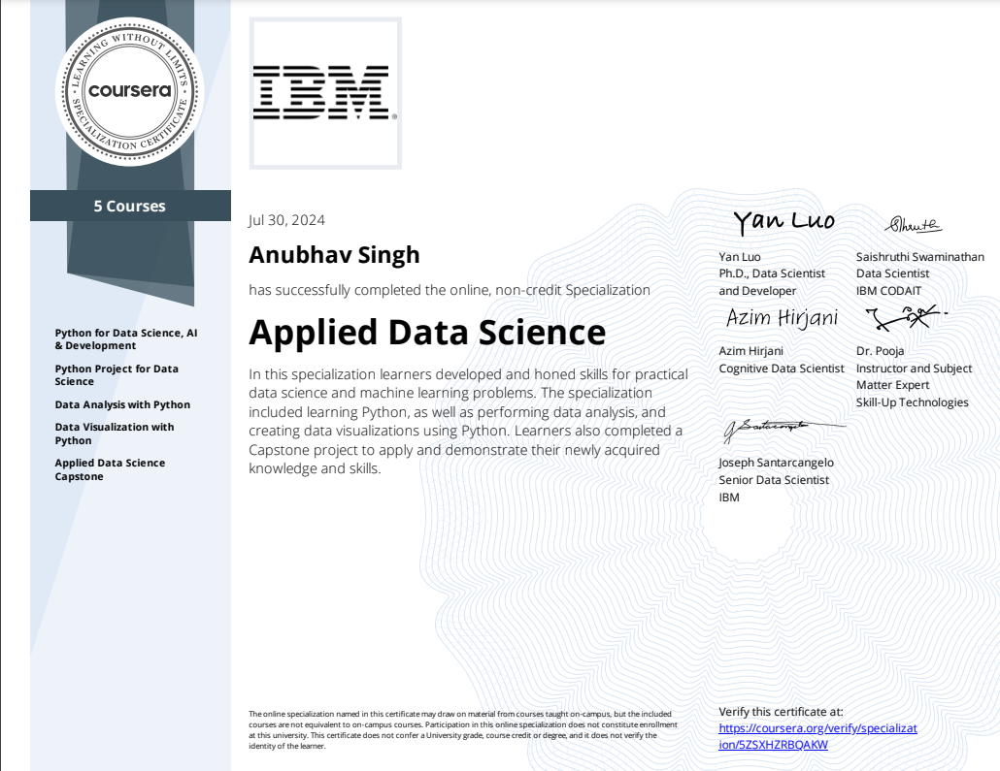 LEARNING WITHOUT LIMITS
coursera
SPECIALIZATION CERTIFICATE
5 Courses
Python for Data Science, AI
& Development
Python Project for Data
Science
Data Analysis with Python
Data Visualization with
Python
Applied Data Science
Capstone
IBM®
Jul 30, 2024
Anubhav Singh
has successfully completed the online, non-credit Specialization
Applied Data Science
In this specialization learners developed and honed skills for practical
data science and machine learning problems. The specialization
included learning Python, as well as performing data analysis, and
creating data visualizations using Python. Learners also completed a
Capstone project to apply and demonstrate their newly acquired
knowledge and skills.
Yan Luo
Yan Luo
Ph.D., Data Scientist
and Developer
Saishruthi Swaminathan
Data Scientist
IBM CODAIT
Azim Hirjani
Azim Hirjani
Cognitive Data Scientist
Dr. Pooja
Instructor and Subject
Matter Expert
Skill-Up Technologies
Joseph Santarcangelo
Senior Data Scientist
IBM
The online specialization named in this certificate may draw on material from courses taught on-campus, but the included
courses are not equivalent to on-campus courses. Participation in this online specialization does not constitute enrollment
at this university. This certificate does not confer a University grade, course credit or degree, and it does not verify the
identity of the learner.
Verify this certificate at:
https://coursera.org/verify/specializat
ion/5ZSXHZRBQAKW